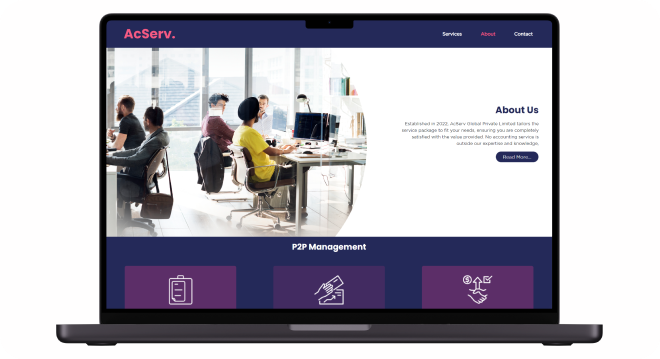 AcServ.
Services About Contact
About Us
Established in 2022, AcServ Global Private Limited tailors the
service package to fit your needs, ensuring you are completely
satisfied with the value provided. No accounting service is
outside our expertise and knowledge.
Read More...
P2P Management